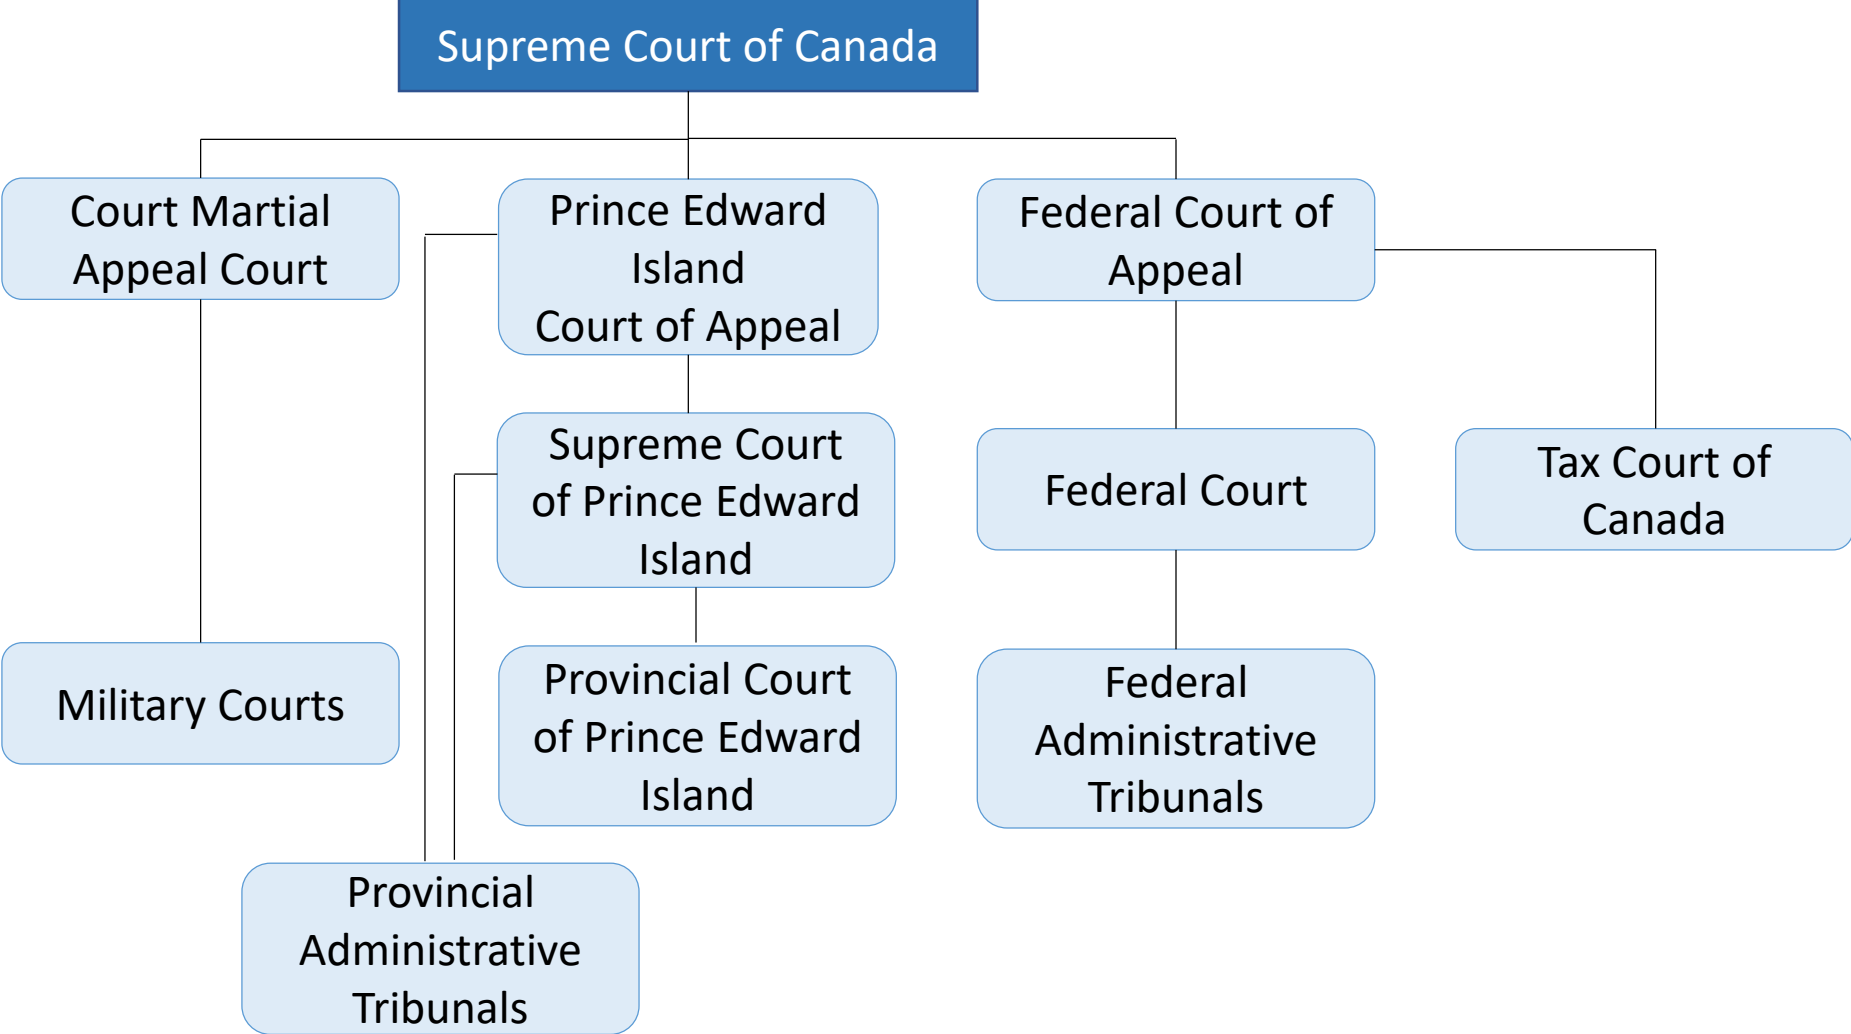 Supreme Court of Canada
Court Martial
Appeal Court
Prince Edward
Island
Court of Appeal
Federal Court of
Appeal
Supreme Court
of Prince Edward
Island
Federal Court
Tax Court of
Canada
Military Courts
Provincial Court
of Prince Edward
Island
Federal
Administrative
Tribunals
Provincial
Administrative
Tribunals